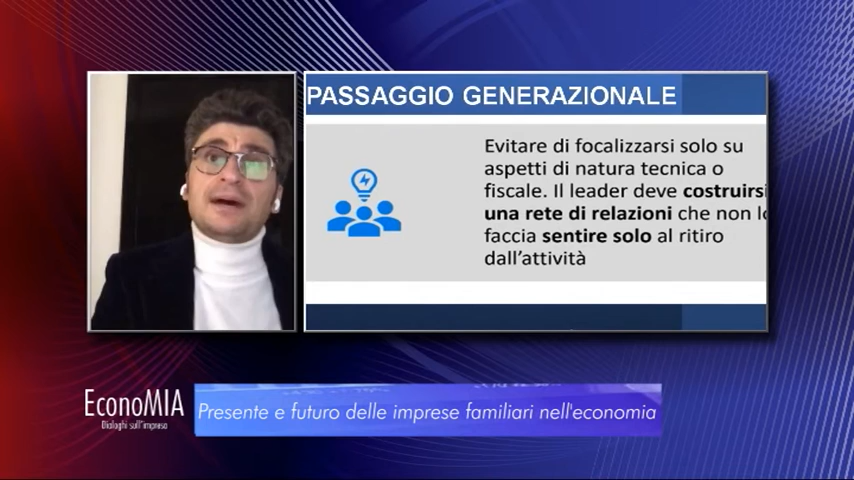 PASSAGGIO GENERAZIONALE
Evitare di focalizzarsi solo su
aspetti di natura tecnica o
fiscale. Il leader deve costruirsi
una rete di relazioni che non lo
faccia sentire solo al ritiro
dall'attività
EconoMIA
Dialoghi sull'impresa
Presente e futuro delle imprese familiari nell'economia